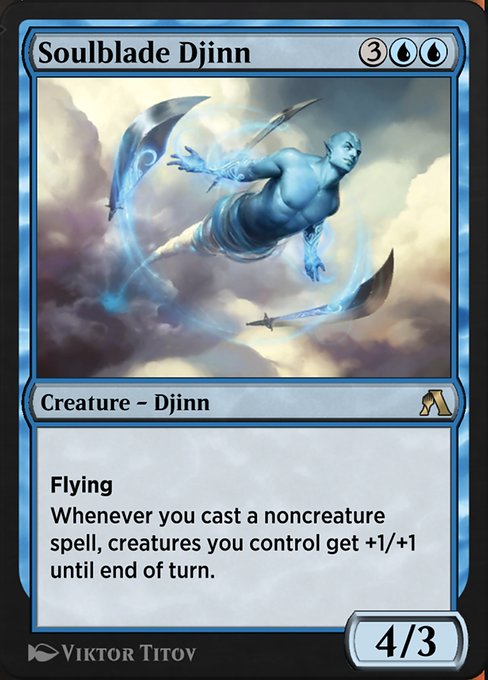 Soulblade Djinn 3
Creature – Djinn
Flying
Whenever you cast a noncreature
spell, creatures you control get +1/+1
until end of turn.
4/3
Viktor Titov